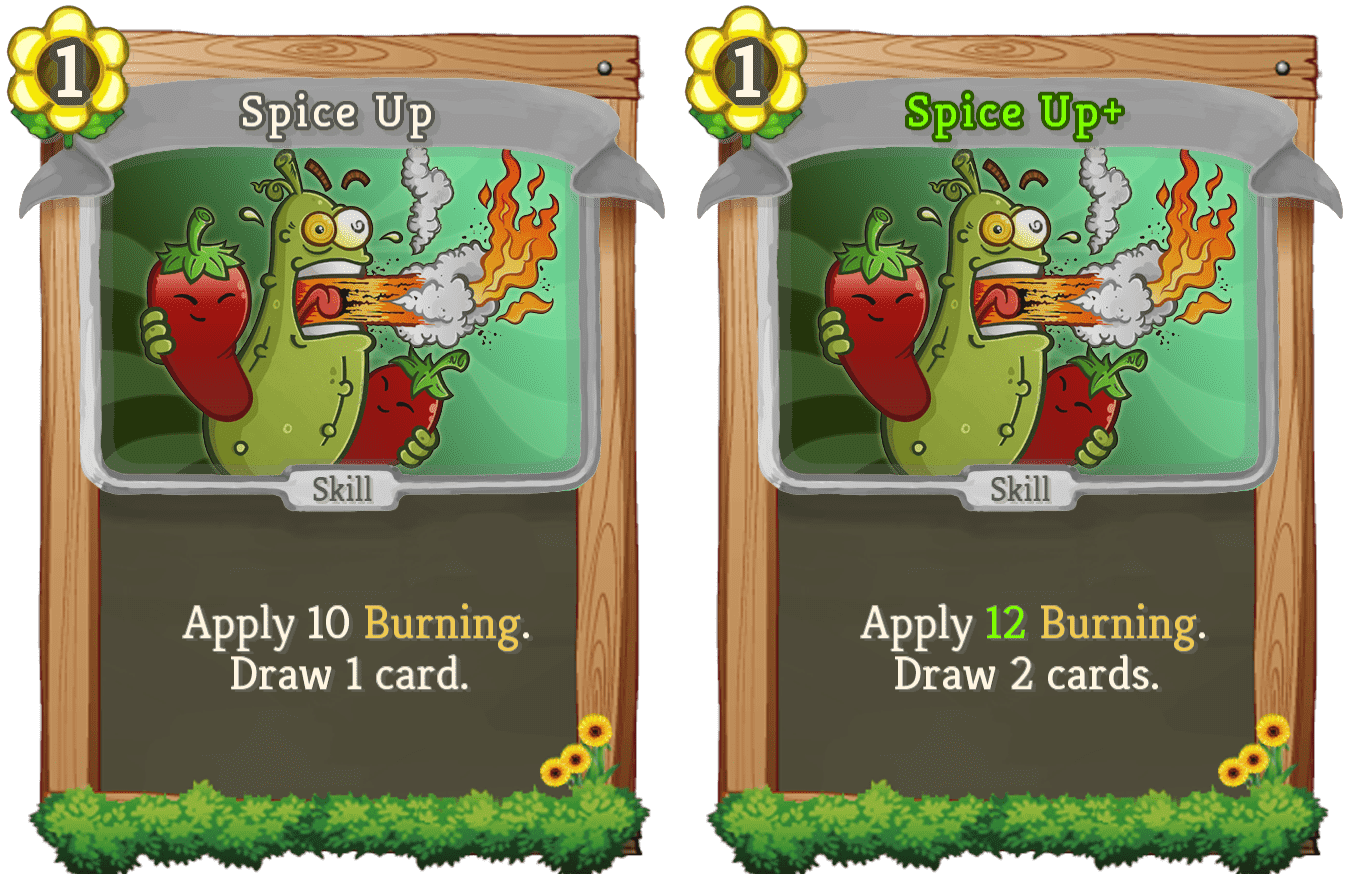 1
Spice Up
Skill
Apply 10 Burning.
Draw 1 card.
1
Spice Up+
Skill
Apply 12 Burning.
Draw 2 cards.